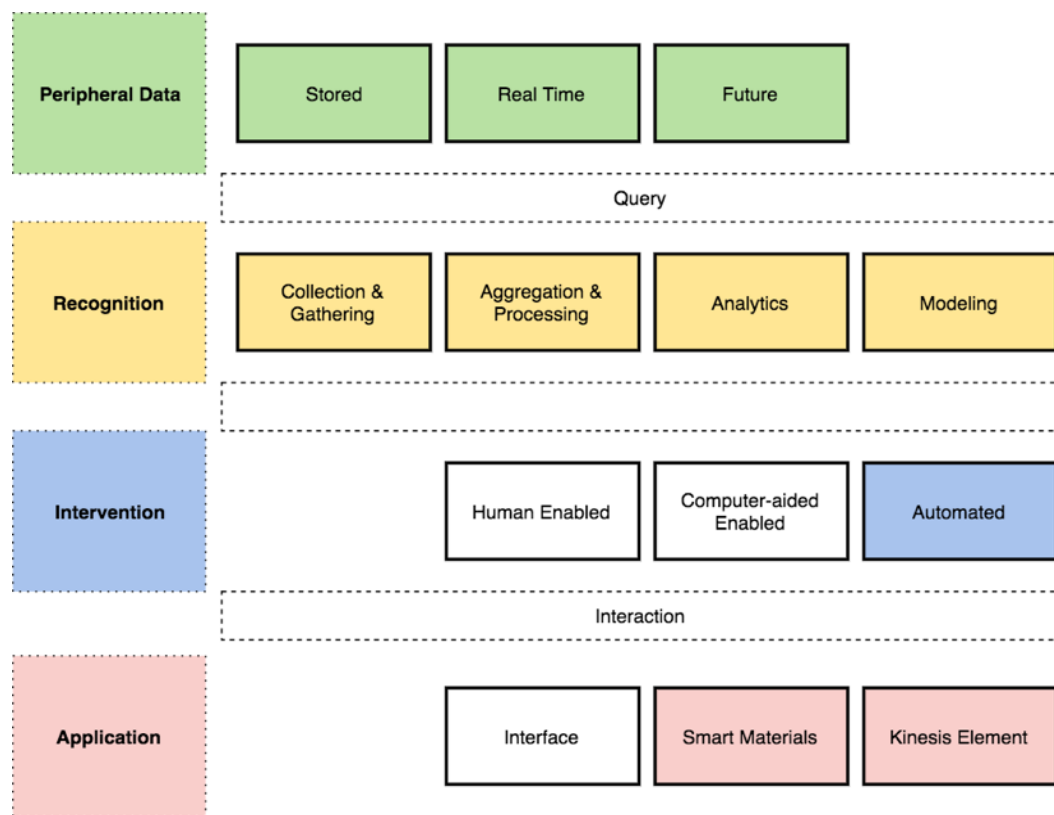 Peripheral Data
Stored
Real Time
Future
Query
Recognition
Collection &
Gathering
Aggregation &
Processing
Analytics
Modeling
Intervention
Human Enabled
Computer-aided
Enabled
Automated
Interaction
Application
Interface
Smart Materials
Kinesis Element